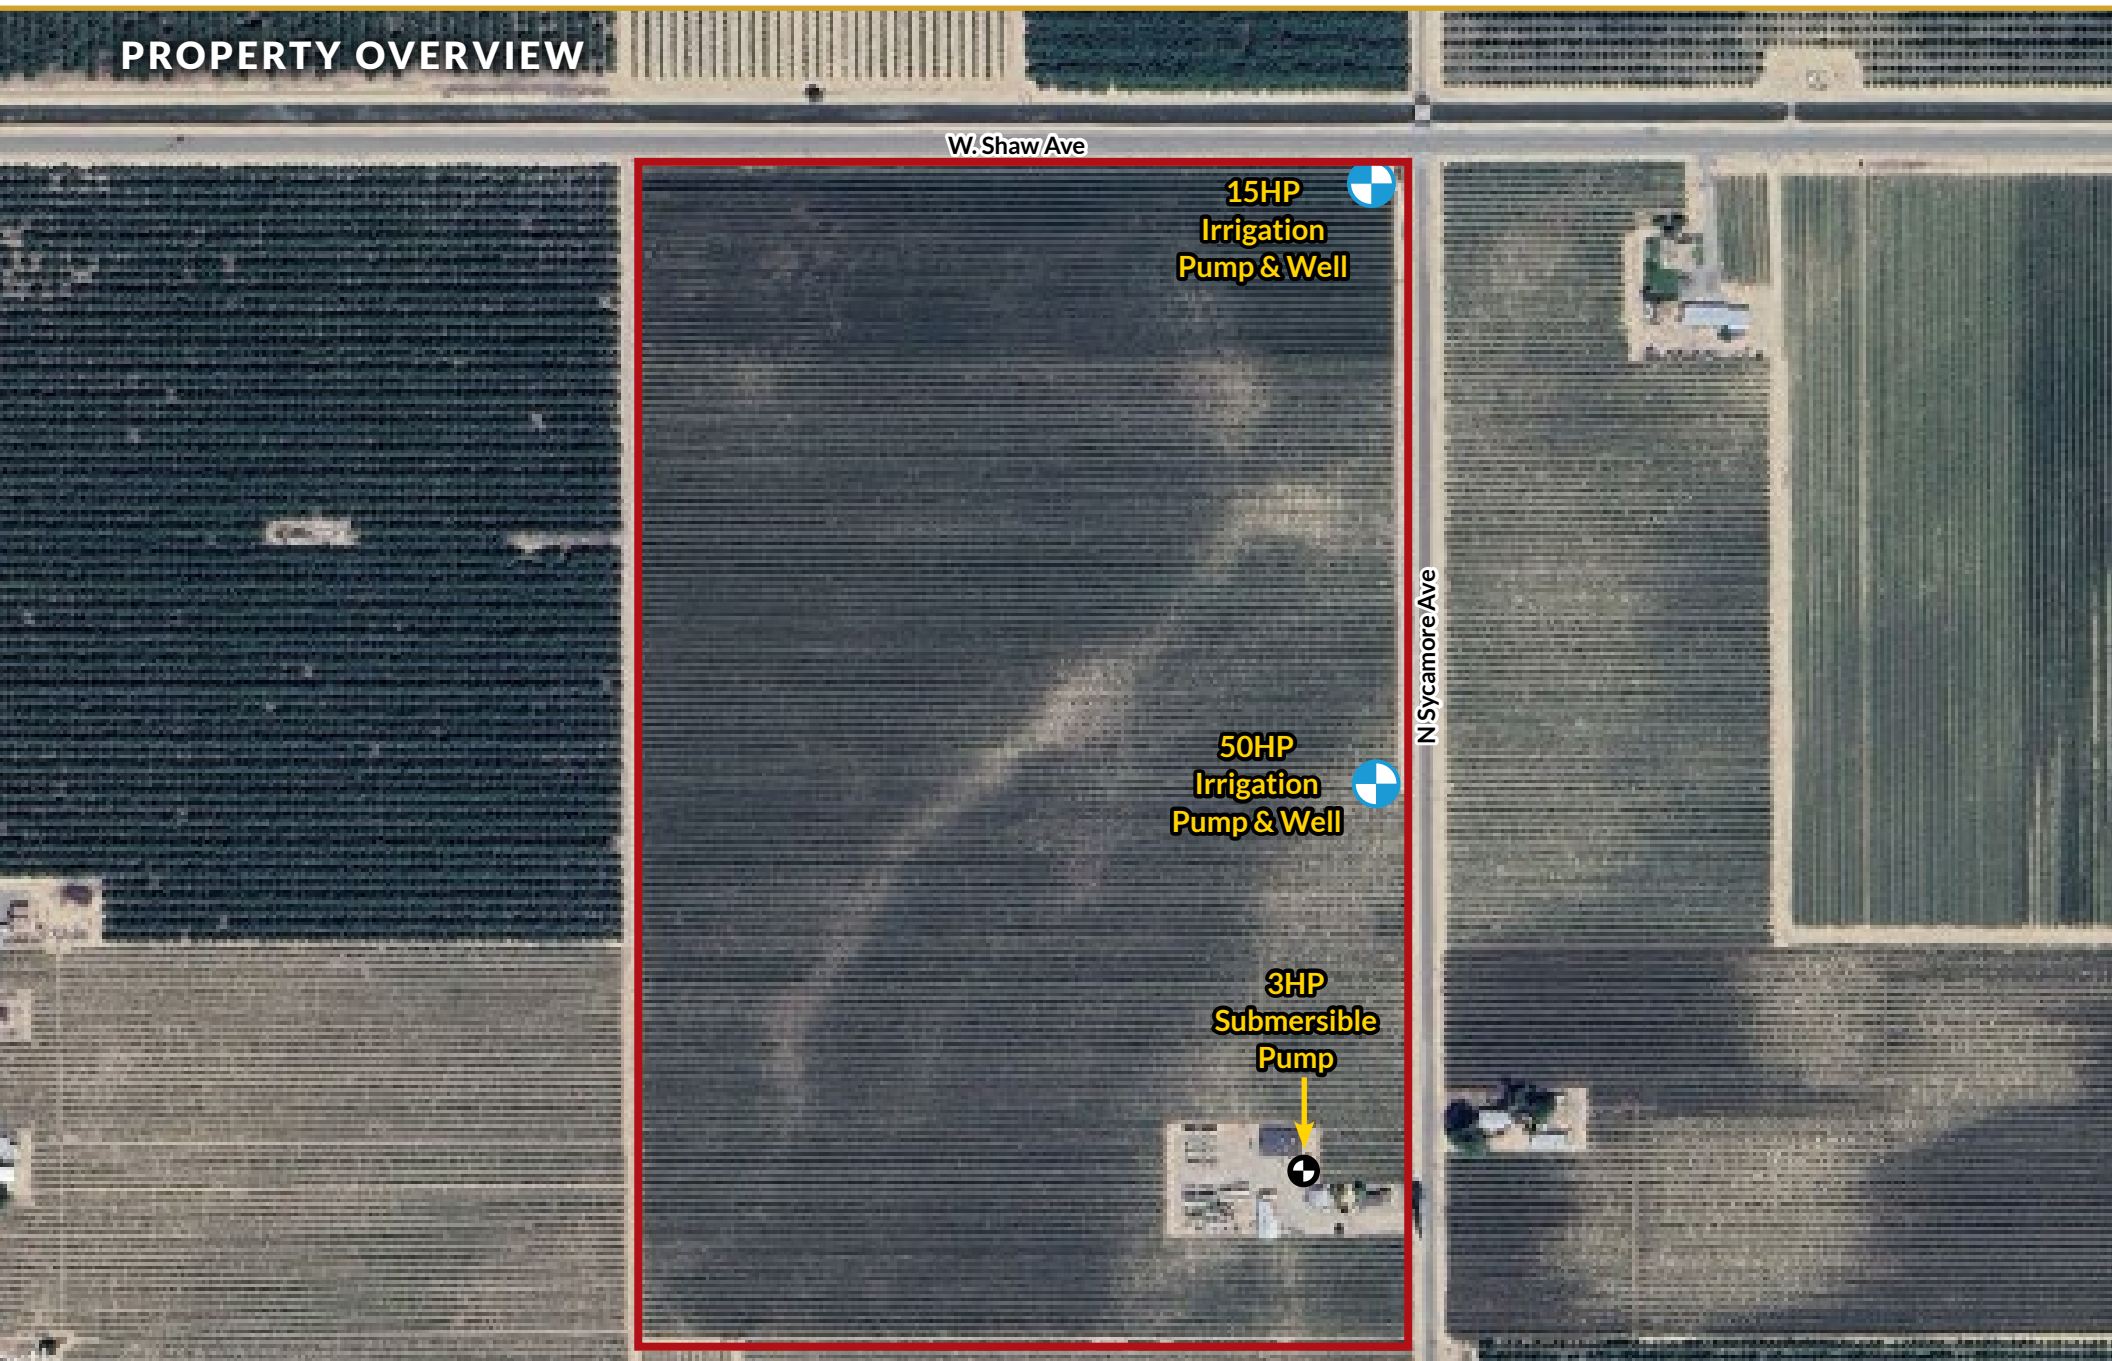 PROPERTY OVERVIEW
W. Shaw Ave
15HP
Irrigation
Pump & Well
N Sycamore Ave
50HP
Irrigation
Pump & Well
3HP
Submersible
Pump